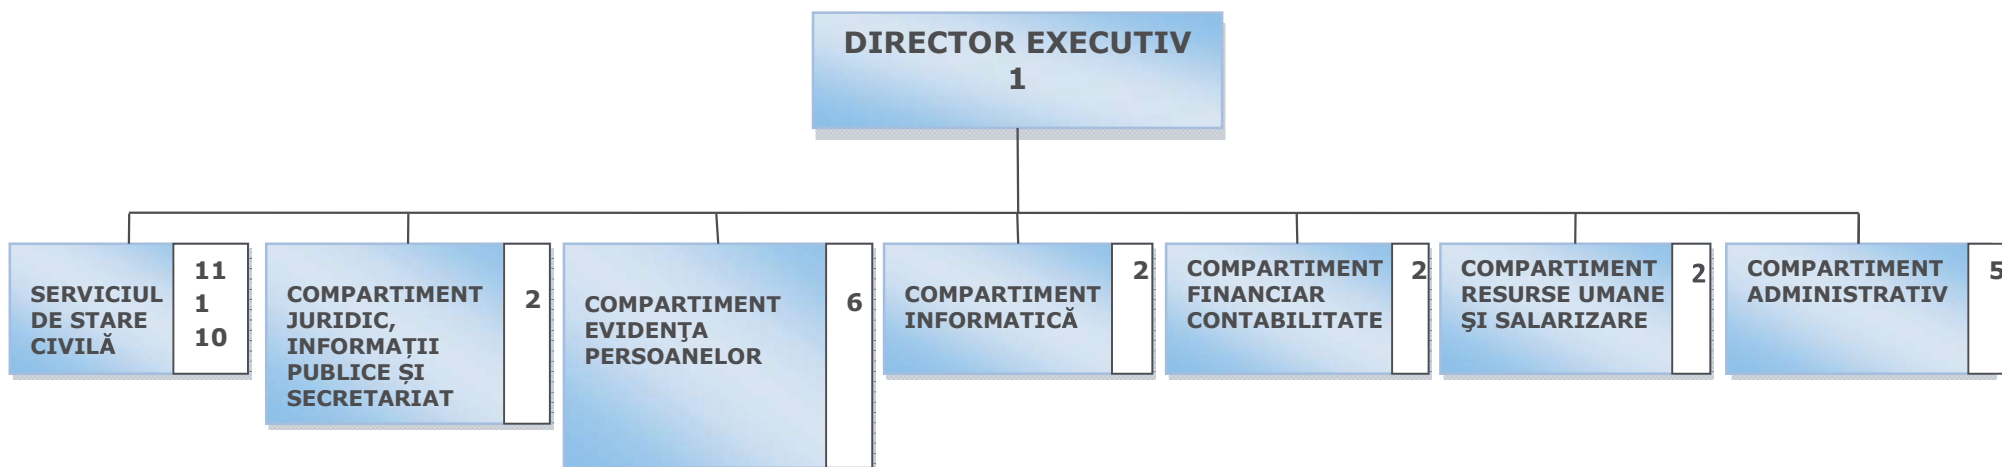 DIRECTOR EXECUTIV
1
SERVICIUL
DE STARE
CIVILĂ
11
1
10
COMPARTIMENT
JURIDIC,
INFORMAȚII
PUBLICE ȘI
SECRETARIAT
2
COMPARTIMENT
EVIDENŢA
PERSOANELOR
6
COMPARTIMENT
INFORMATICĂ
2
COMPARTIMENT
FINANCIAR
CONTABILITATE
2
COMPARTIMENT
RESURSE UMANE
ŞI SALARIZARE
2
COMPARTIMENT
ADMINISTRATIV
5